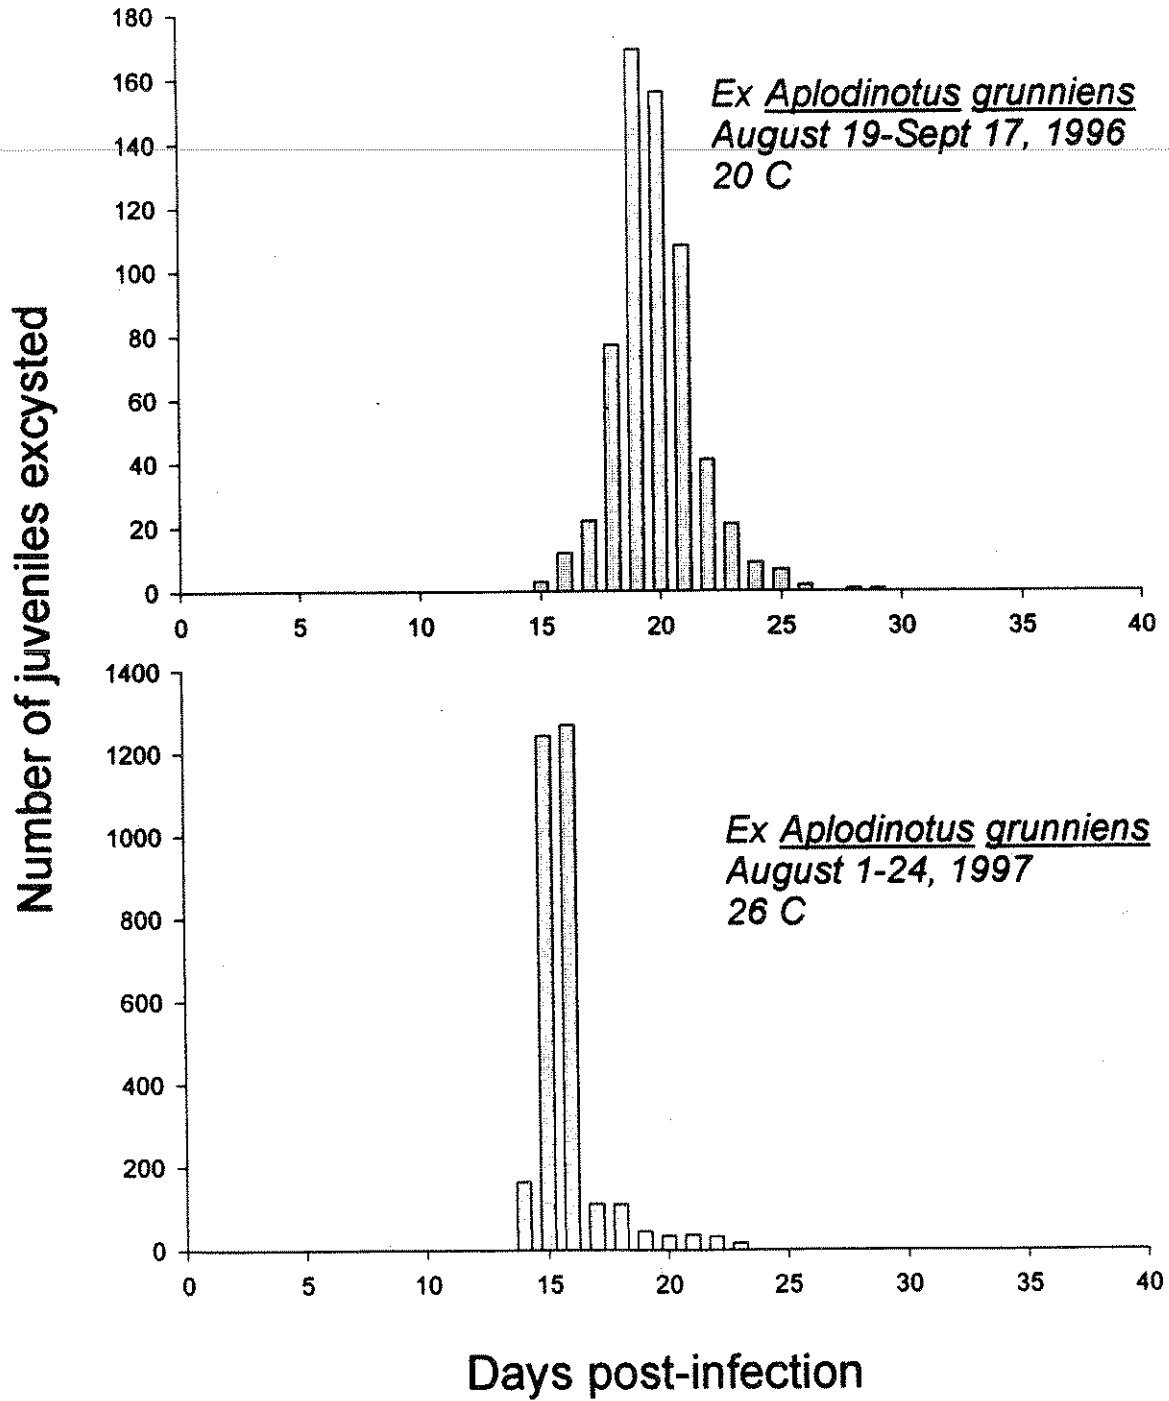 Number of juveniles excysted
180
160
140
120
100
80
60
40
20
0
0 5 10 15 20 25 30 35 40
Ex Aplodinotus grunniens
August 19-Sept 17, 1996
20 C
1400
1200
1000
800
600
400
200
0
0 5 10 15 20 25 30 35 40
Ex Aplodinotus grunniens
August 1-24, 1997
26 C
Days post-infection